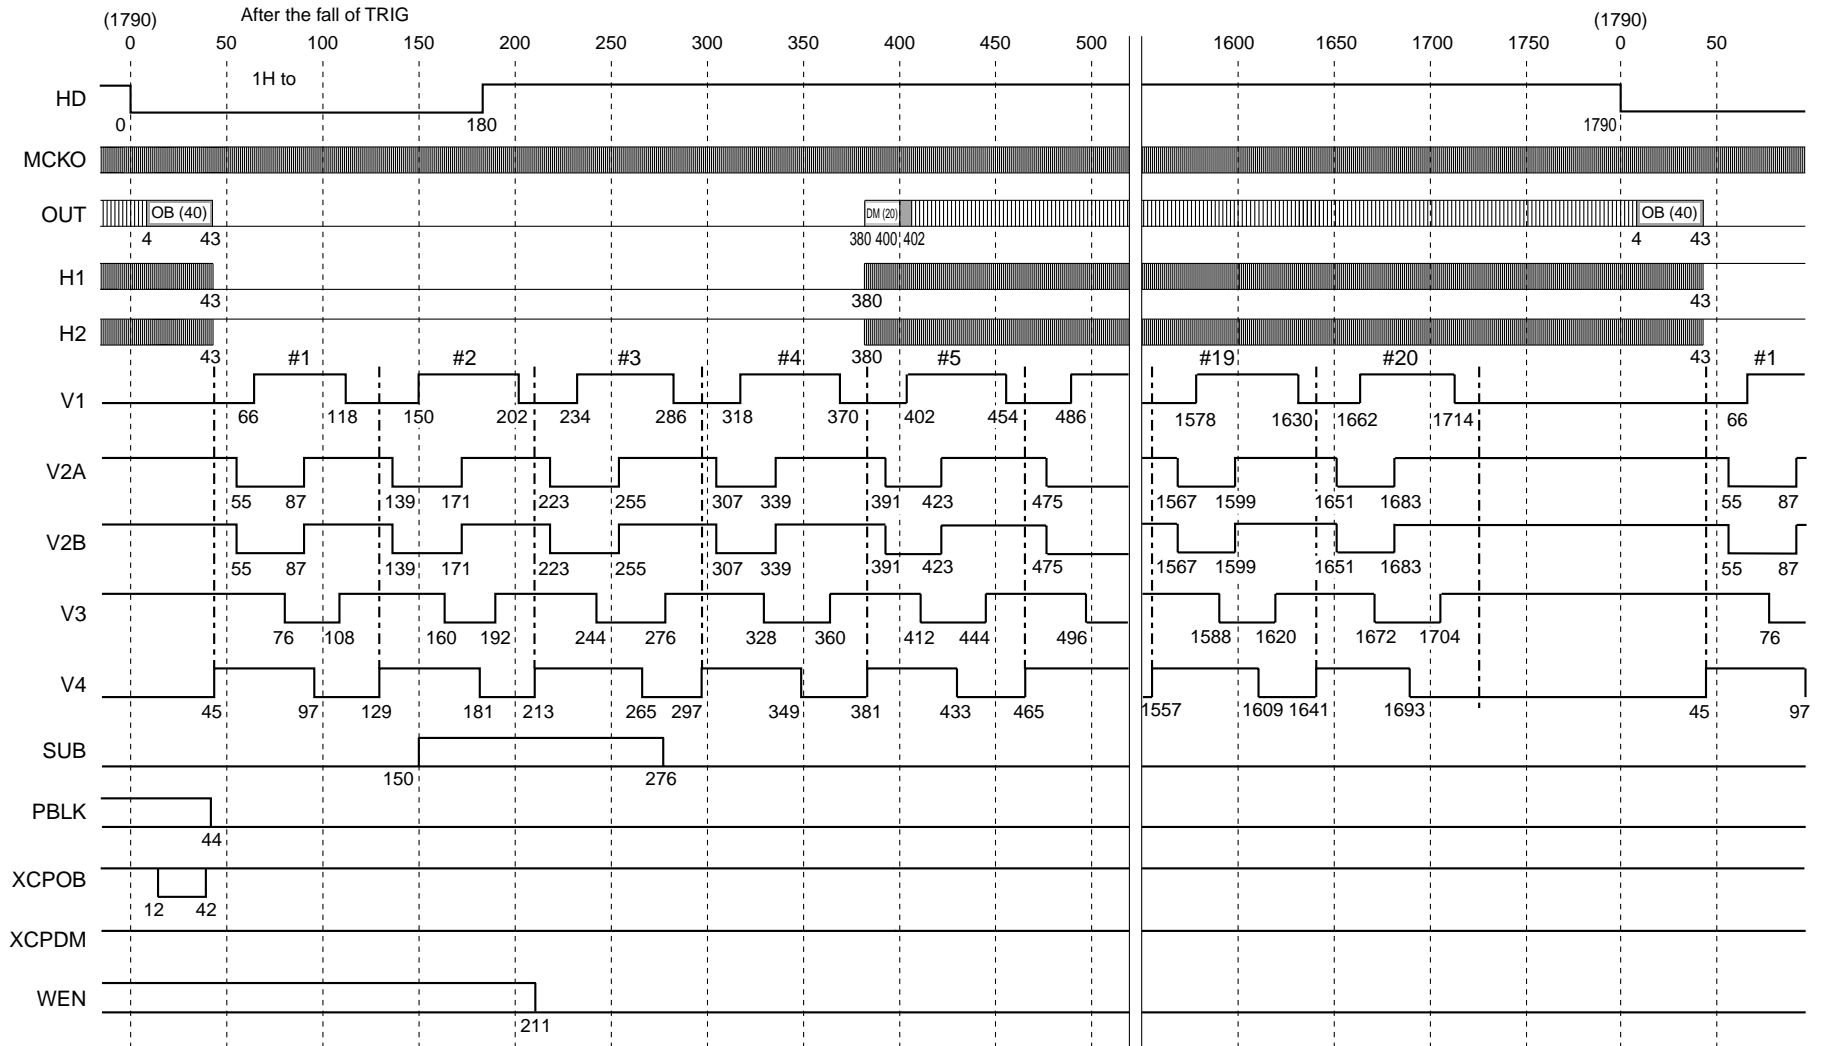 (1790) After the fall of TRIG (1790)
0 50 100 150 200 250 300 350 400 450 500 1600 1650 1700 1750 0 50
1H to
HD
0 180 1790
MCKO
OUT OB (40) DM (20) OB (40)
4 43 380 400 402 4 43
H1
43 380 43
H2
43 380 43
#1 #2 #3 #4 #5 #19 #20 #1
V1
66 118 150 202 234 286 318 370 402 454 486 1578 1630 1662 1714 66
V2A
55 87 139 171 223 255 307 339 391 423 475 1567 1599 1651 1683 55 87
V2B
55 87 139 171 223 255 307 339 391 423 475 1567 1599 1651 1683 55 87
V3
76 108 160 192 244 276 328 360 412 444 496 1588 1620 1672 1704 76
V4
45 97 129 181 213 265 297 349 381 433 465 1557 1609 1641 1693 45 97
SUB
150 276
PBLK
44
XCPOB
12 42
XCPDM
WEN
211